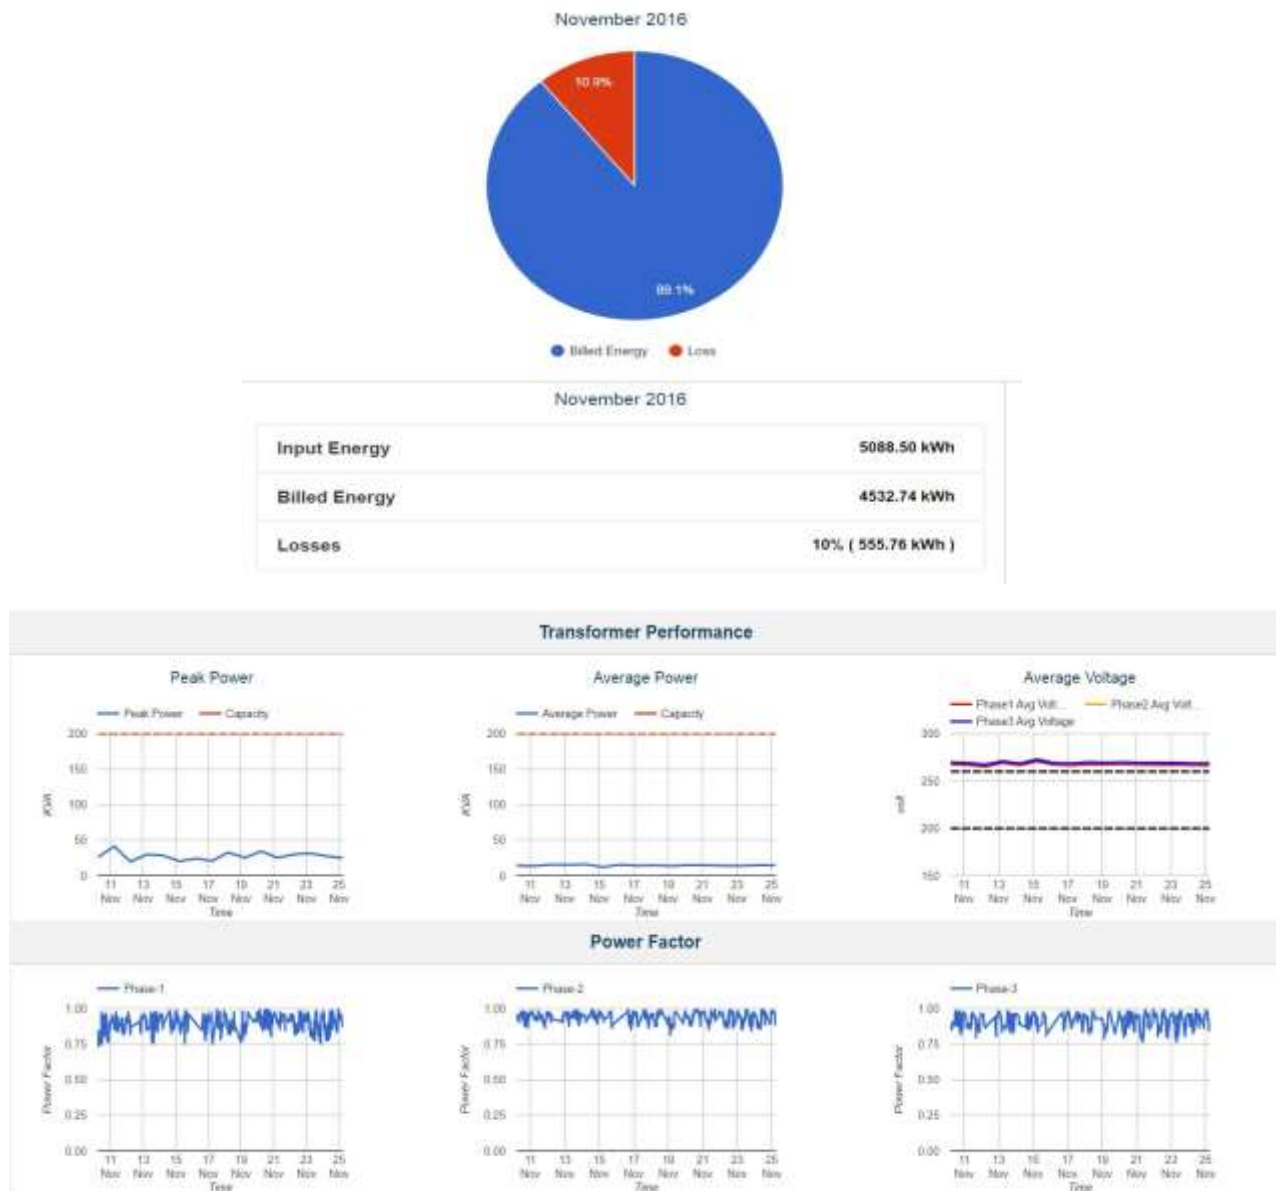 November 2016
10.9%
89.1%
Billed Energy Loss
November 2016
Input Energy 5088.50 kWh
Billed Energy 4532.74 kWh
Losses 10% ( 555.76 kWh )
Transformer Performance
Peak Power
Peak Power Capacity
200
150
100
50
0
KVA
11 13 15 17 19 21 23 25
Nov Nov Nov Nov Nov Nov Nov Nov
Time
Average Power
Average Power Capacity
200
150
100
50
0
KVA
11 13 15 17 19 21 23 25
Nov Nov Nov Nov Nov Nov Nov Nov
Time
Average Voltage
Phase1 Avg Volt... Phase2 Avg Volt...
Phase3 Avg Voltage
300
250
200
150
volt
11 13 15 17 19 21 23 25
Nov Nov Nov Nov Nov Nov Nov Nov
Time
Power Factor
Phase-1
1.00
0.75
0.50
0.25
0.00
Power Factor
11 13 15 17 19 21 23 25
Nov Nov Nov Nov Nov Nov Nov Nov
Time
Phase-2
1.00
0.75
0.50
0.25
0.00
Power Factor
11 13 15 17 19 21 23 25
Nov Nov Nov Nov Nov Nov Nov Nov
Time
Phase-3
1.00
0.75
0.50
0.25
0.00
Power Factor
11 13 15 17 19 21 23 25
Nov Nov Nov Nov Nov Nov Nov Nov
Time